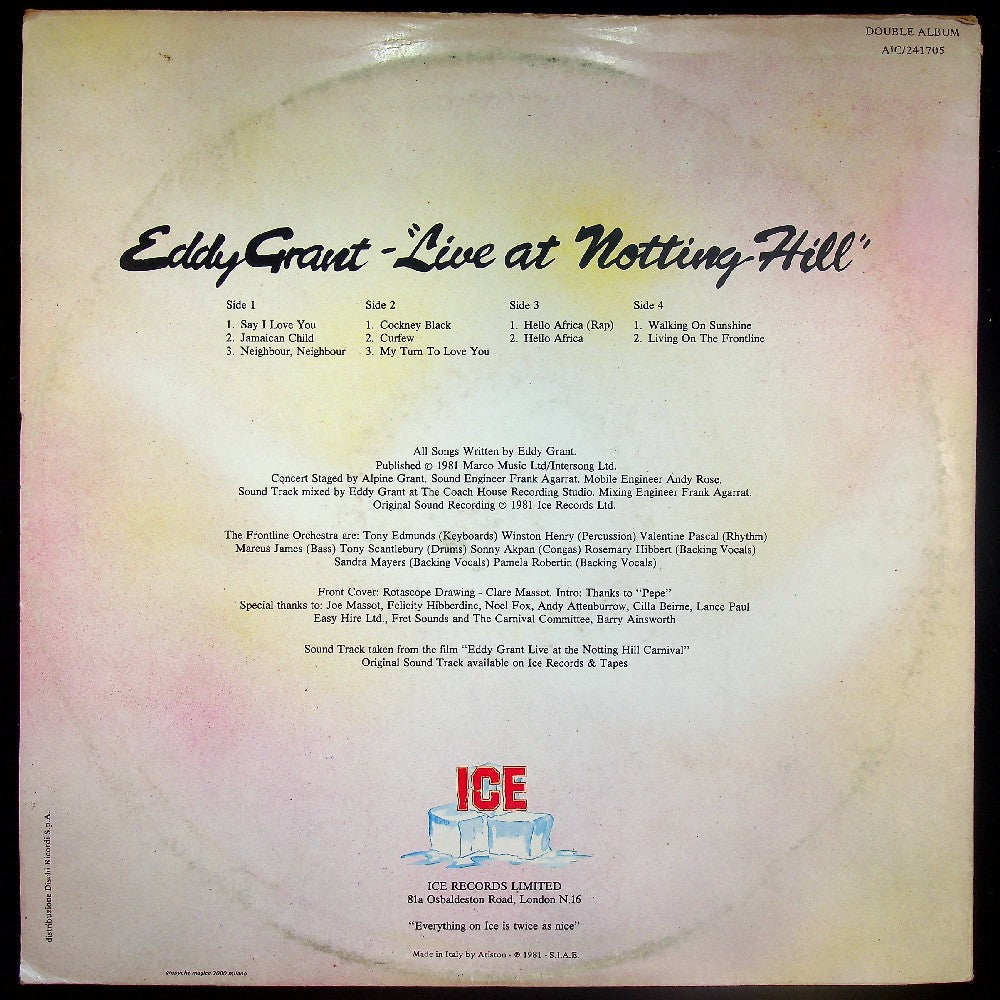 DOUBLE ALBUM
AIC/241705
Eddy Grant - "Live at Notting Hill"
Side 1
1. Say I Love You
2. Jamaican Child
3. Neighbour, Neighbour
Side 2
1. Cockney Black
2. Curfew
3. My Turn To Love You
Side 3
1. Hello Africa (Rap)
2. Hello Africa
Side 4
1. Walking On Sunshine
2. Living On The Frontline
All Songs Written by Eddy Grant.
Published © 1981 Marco Music Ltd/Intersong Ltd.
Concert Staged by Alpine Grant. Sound Engineer Frank Agarrat. Mobile Engineer Andy Rose.
Sound Track mixed by Eddy Grant at The Coach House Recording Studio. Mixing Engineer Frank Agarrat.
Original Sound Recording ℗ 1981 Ice Records Ltd.
The Frontline Orchestra are: Tony Edmunds (Keyboards) Winston Henry (Percussion) Valentine Pascal (Rhythm)
Marcus James (Bass) Tony Scantlebury (Drums) Sonny Akpan (Congas) Rosemary Hibbert (Backing Vocals)
Sandra Mayers (Backing Vocals) Pamela Robertin (Backing Vocals)
Front Cover: Rotascope Drawing - Clare Massot. Intro: Thanks to "Pepe"
Special thanks to: Joe Massot, Felicity Hibberdine, Noel Fox, Andy Attenburrow, Cilla Beirne, Lance Paul
Easy Hire Ltd., Fret Sounds and The Carnival Committee, Barry Ainsworth
Sound Track taken from the film "Eddy Grant Live at the Notting Hill Carnival"
Original Sound Track available on Ice Records & Tapes
ICE
ICE RECORDS LIMITED
81a Osbaldeston Road, London N.16
"Everything on Ice is twice as nice"
Made in Italy by Ariston - ℗ 1981 - S.I.A.E.
distribuzione Dischi Ricordi S.p.A.
grafiche magica 2000 milano